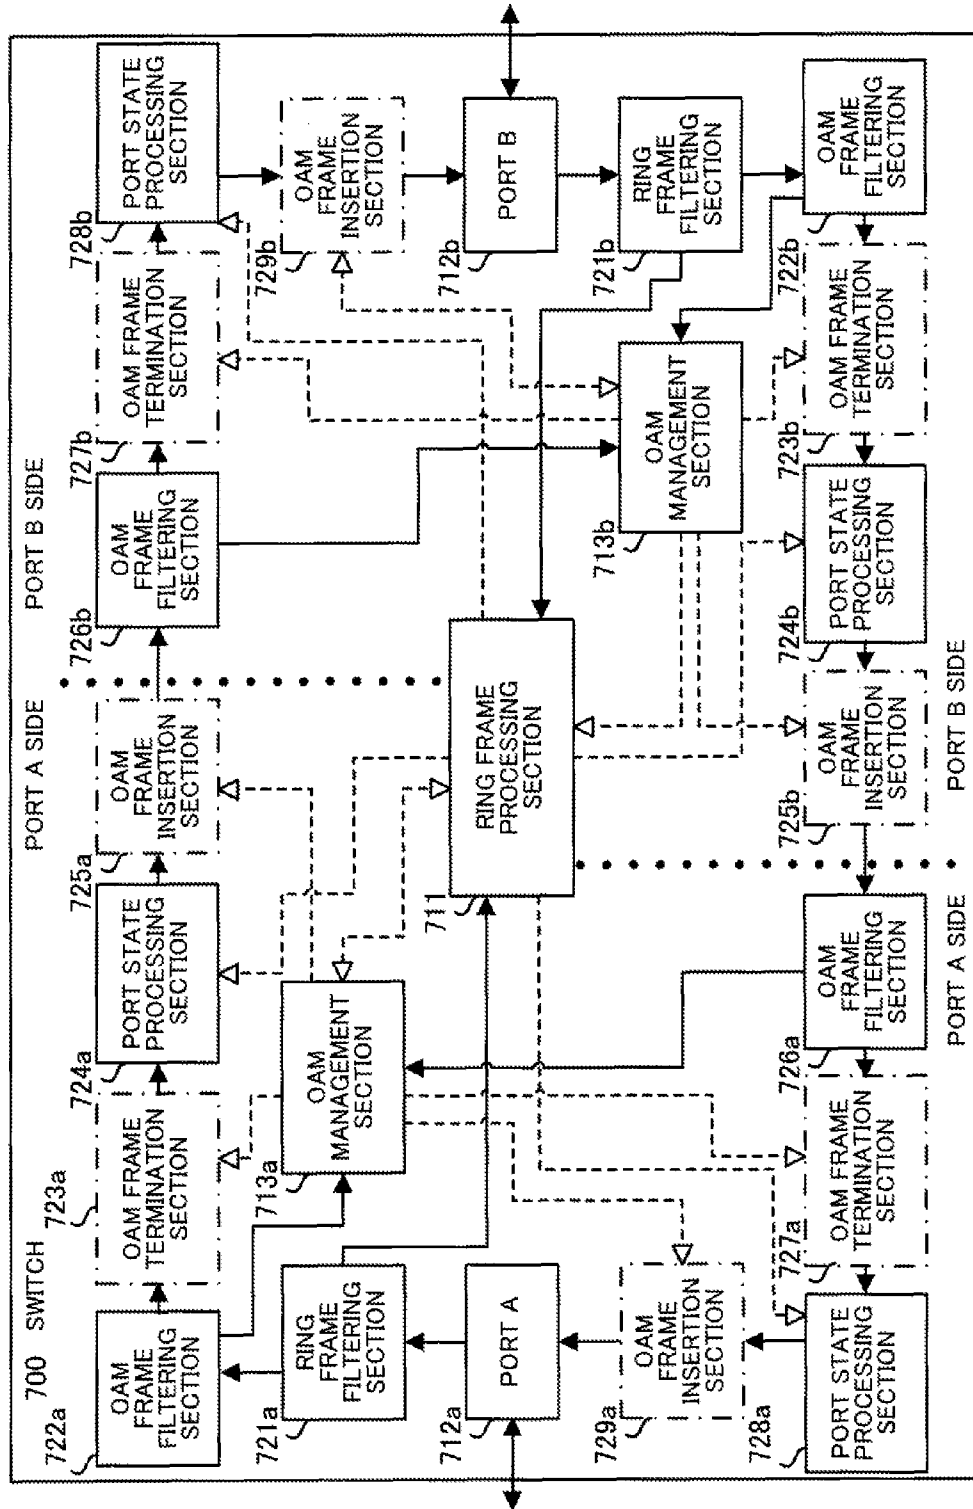 700 SWITCH
PORT A SIDE
PORT B SIDE
722a
OAM
FRAME
FILTERING
SECTION
723a
OAM FRAME
TERMINATION
SECTION
724a
PORT STATE
PROCESSING
SECTION
725a
OAM
FRAME
INSERTION
SECTION
726b
OAM
FRAME
FILTERING
SECTION
727b
OAM FRAME
TERMINATION
SECTION
728b
PORT STATE
PROCESSING
SECTION
721a
RING
FRAME
FILTERING
SECTION
713a
OAM
MANAGEMENT
SECTION
729b
OAM
FRAME
INSERTION
SECTION
712a
PORT A
711
RING FRAME
PROCESSING
SECTION
712b
PORT B
729a
OAM
FRAME
INSERTION
SECTION
713b
OAM
MANAGEMENT
SECTION
721b
RING
FRAME
FILTERING
SECTION
728a
PORT STATE
PROCESSING
SECTION
727a
OAM FRAME
TERMINATION
SECTION
726a
OAM
FRAME
FILTERING
SECTION
725b
OAM
FRAME
INSERTION
SECTION
724b
PORT STATE
PROCESSING
SECTION
723b
OAM FRAME
TERMINATION
SECTION
722b
OAM
FRAME
FILTERING
SECTION
PORT A SIDE
PORT B SIDE